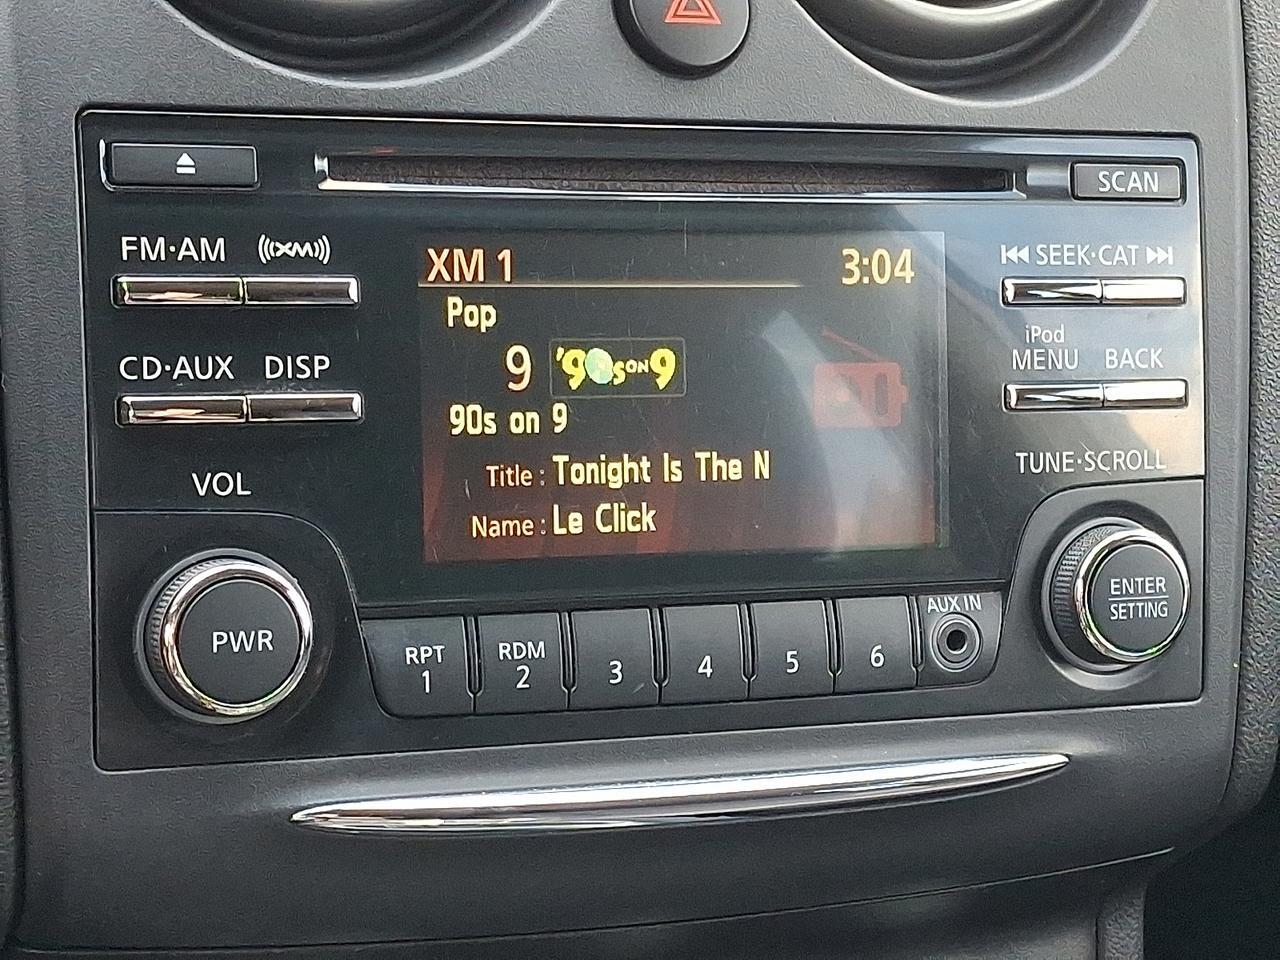 SCAN
FM·AM
((XM))
SEEK·CAT
XM 1
3:04
Pop
9 '90s ON 9
90s on 9
Title : Tonight Is The N
Name : Le Click
CD·AUX
DISP
iPod
MENU
BACK
VOL
TUNE·SCROLL
PWR
RPT
1
RDM
2
3
4
5
6
AUX IN
ENTER
SETTING